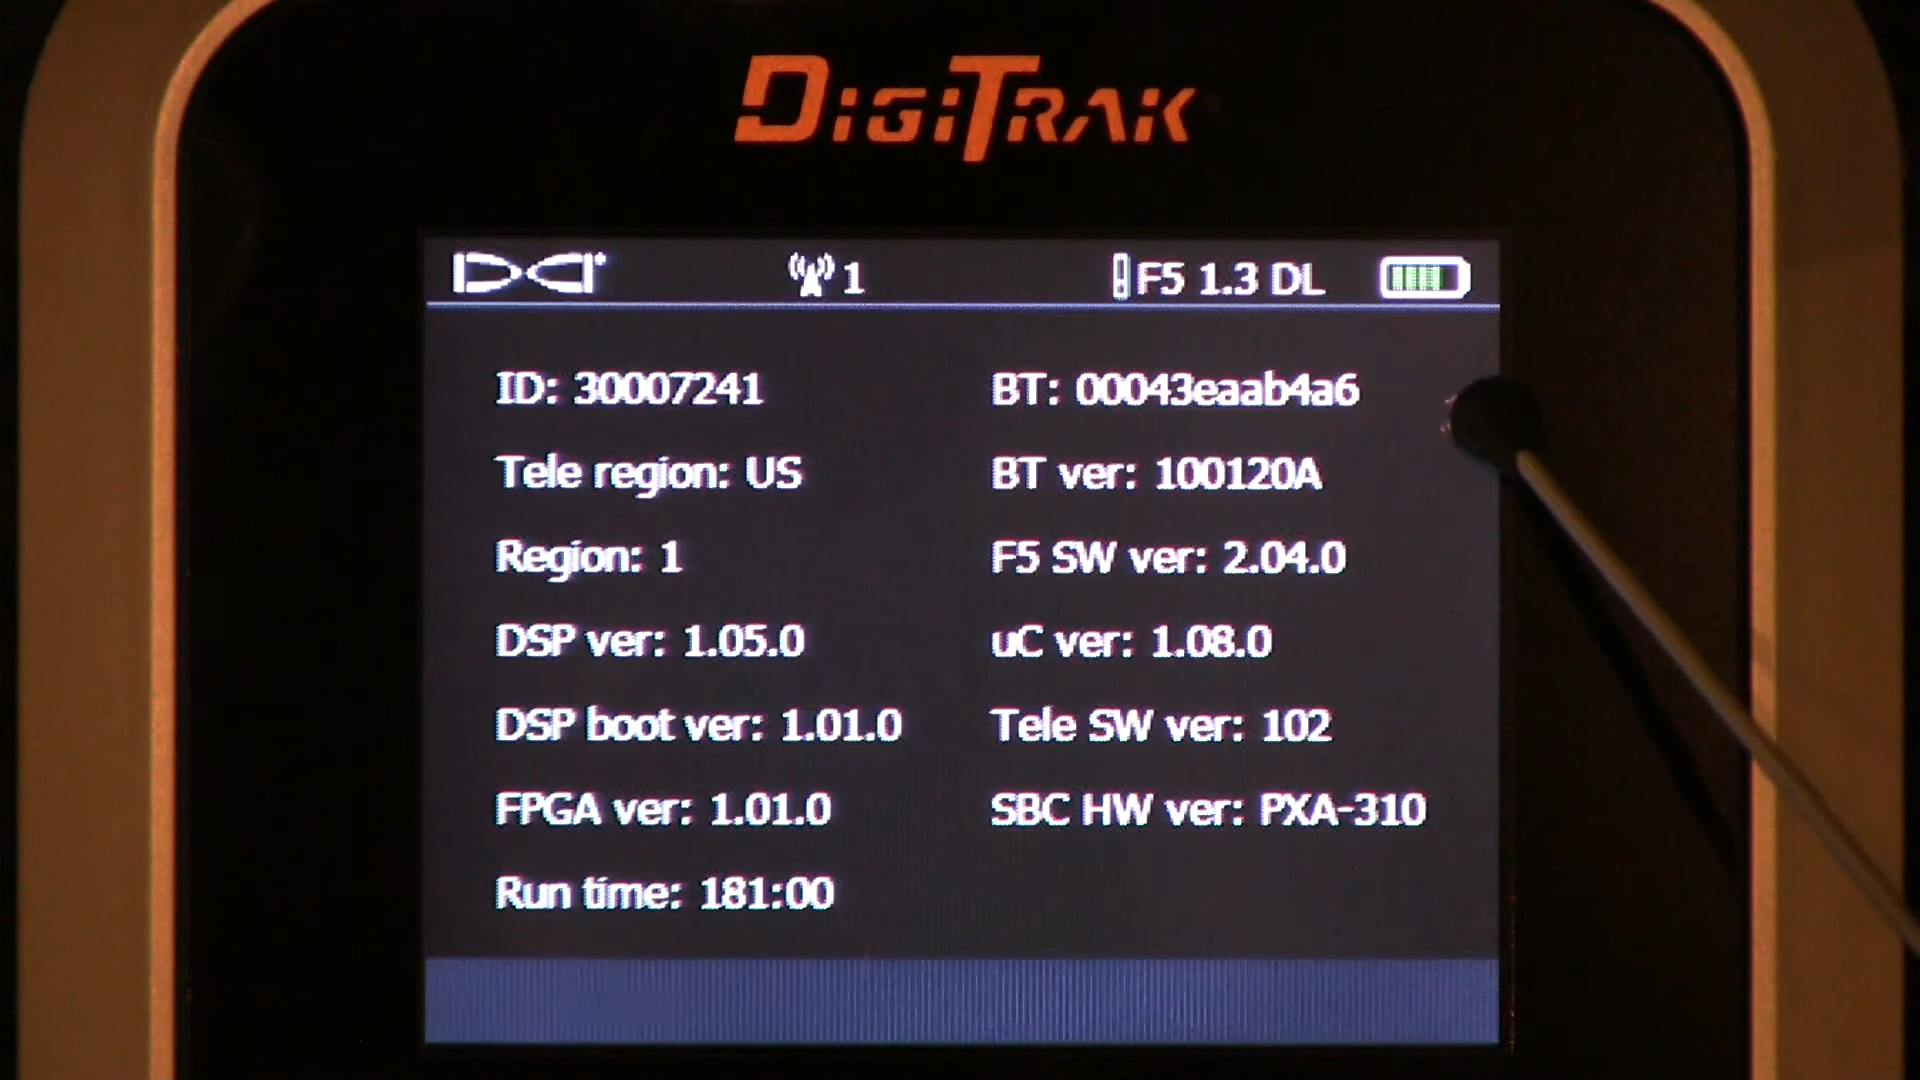 DIGITRAK
1 F5 1.3 DL
ID: 30007241 BT: 00043eaab4a6
Tele region: US BT ver: 100120A
Region: 1 F5 SW ver: 2.04.0
DSP ver: 1.05.0 uC ver: 1.08.0
DSP boot ver: 1.01.0 Tele SW ver: 102
FPGA ver: 1.01.0 SBC HW ver: PXA-310
Run time: 181:00